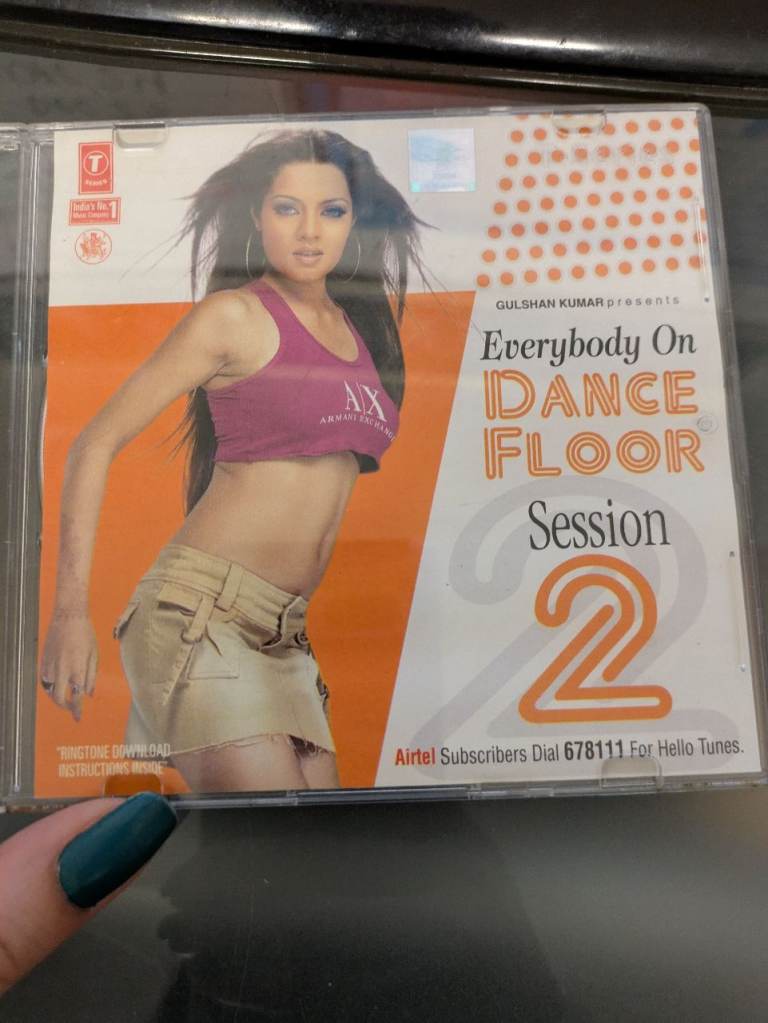 T
SERIES
India's No. 1
Music Company
GULSHAN KUMAR presents
Everybody On
DANCE
FLOOR
Session
2
A|X
ARMANI EXCHANGE
"RINGTONE DOWNLOAD
INSTRUCTIONS INSIDE"
Airtel Subscribers Dial 678111 For Hello Tunes.